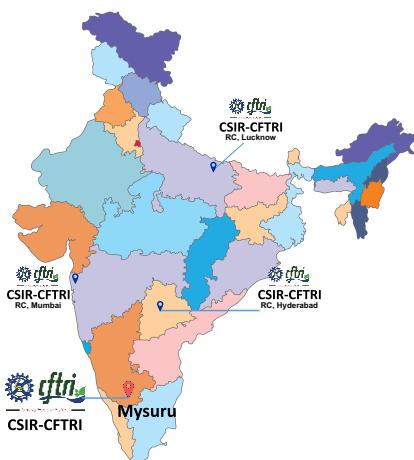 cftri
CSIR-CFTRI
RC, Lucknow
cftri
CSIR-CFTRI
RC, Mumbai
cftri
CSIR-CFTRI
RC, Hyderabad
cftri
Mysuru
CSIR-CFTRI